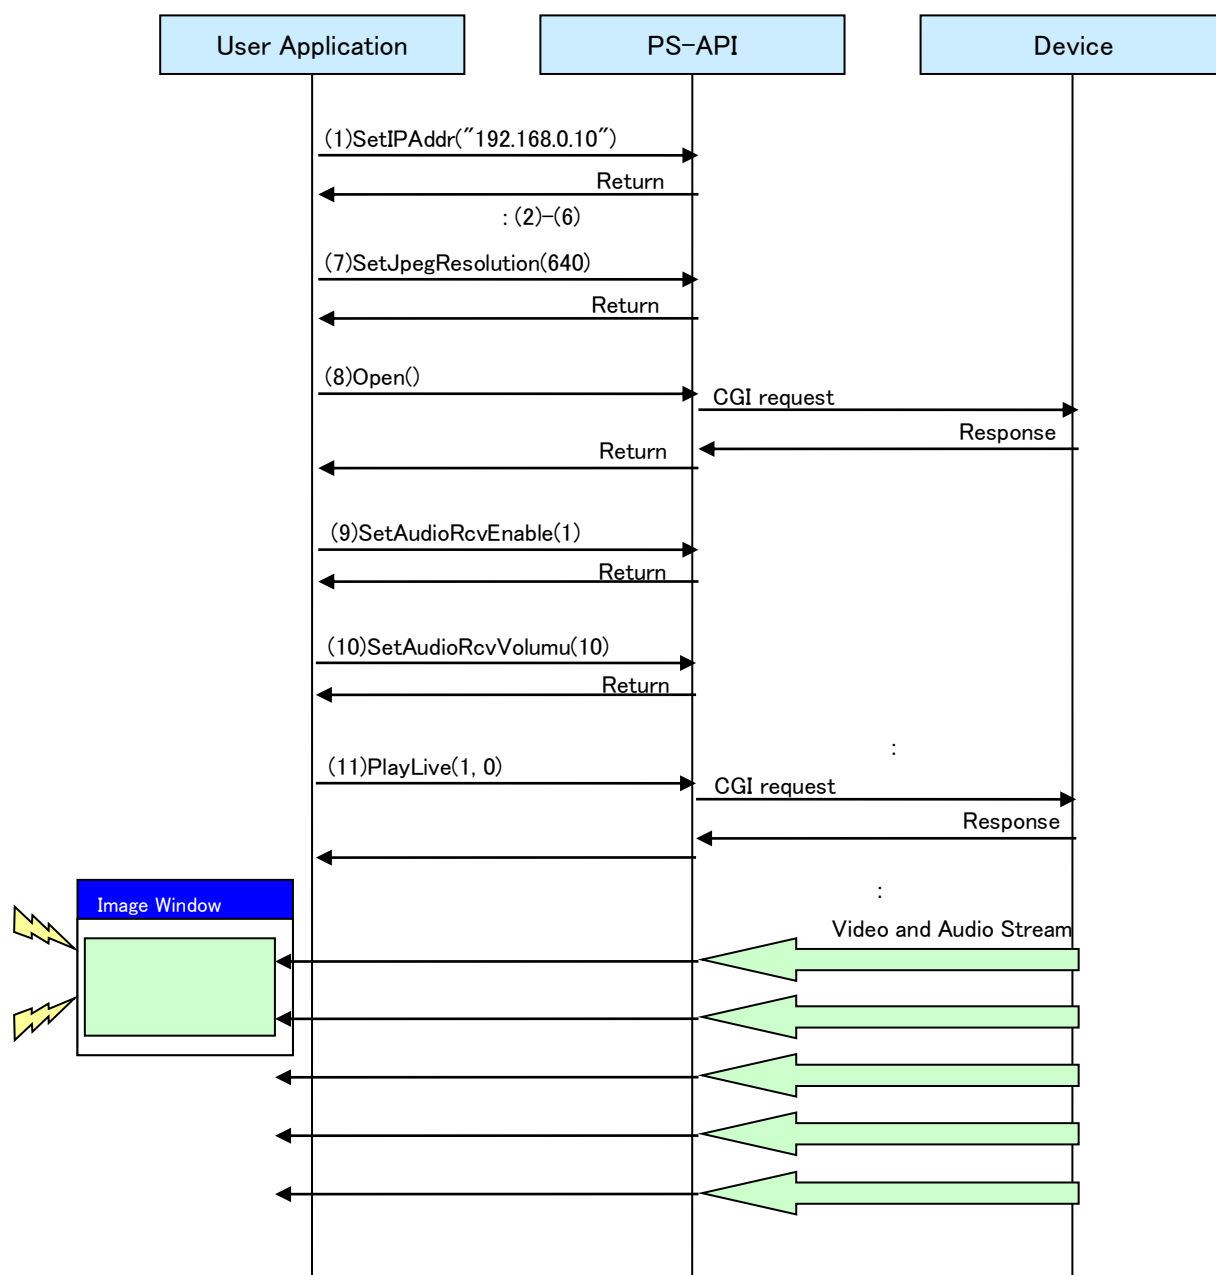 User Application
PS-API
Device
(1)SetIPAddr("192.168.0.10")
Return
: (2)-(6)
(7)SetJpegResolution(640)
Return
(8)Open()
CGI request
Response
Return
(9)SetAudioRcvEnable(1)
Return
(10)SetAudioRcvVolumu(10)
Return
:
(11)PlayLive(1, 0)
CGI request
Response
:
Image Window
Video and Audio Stream